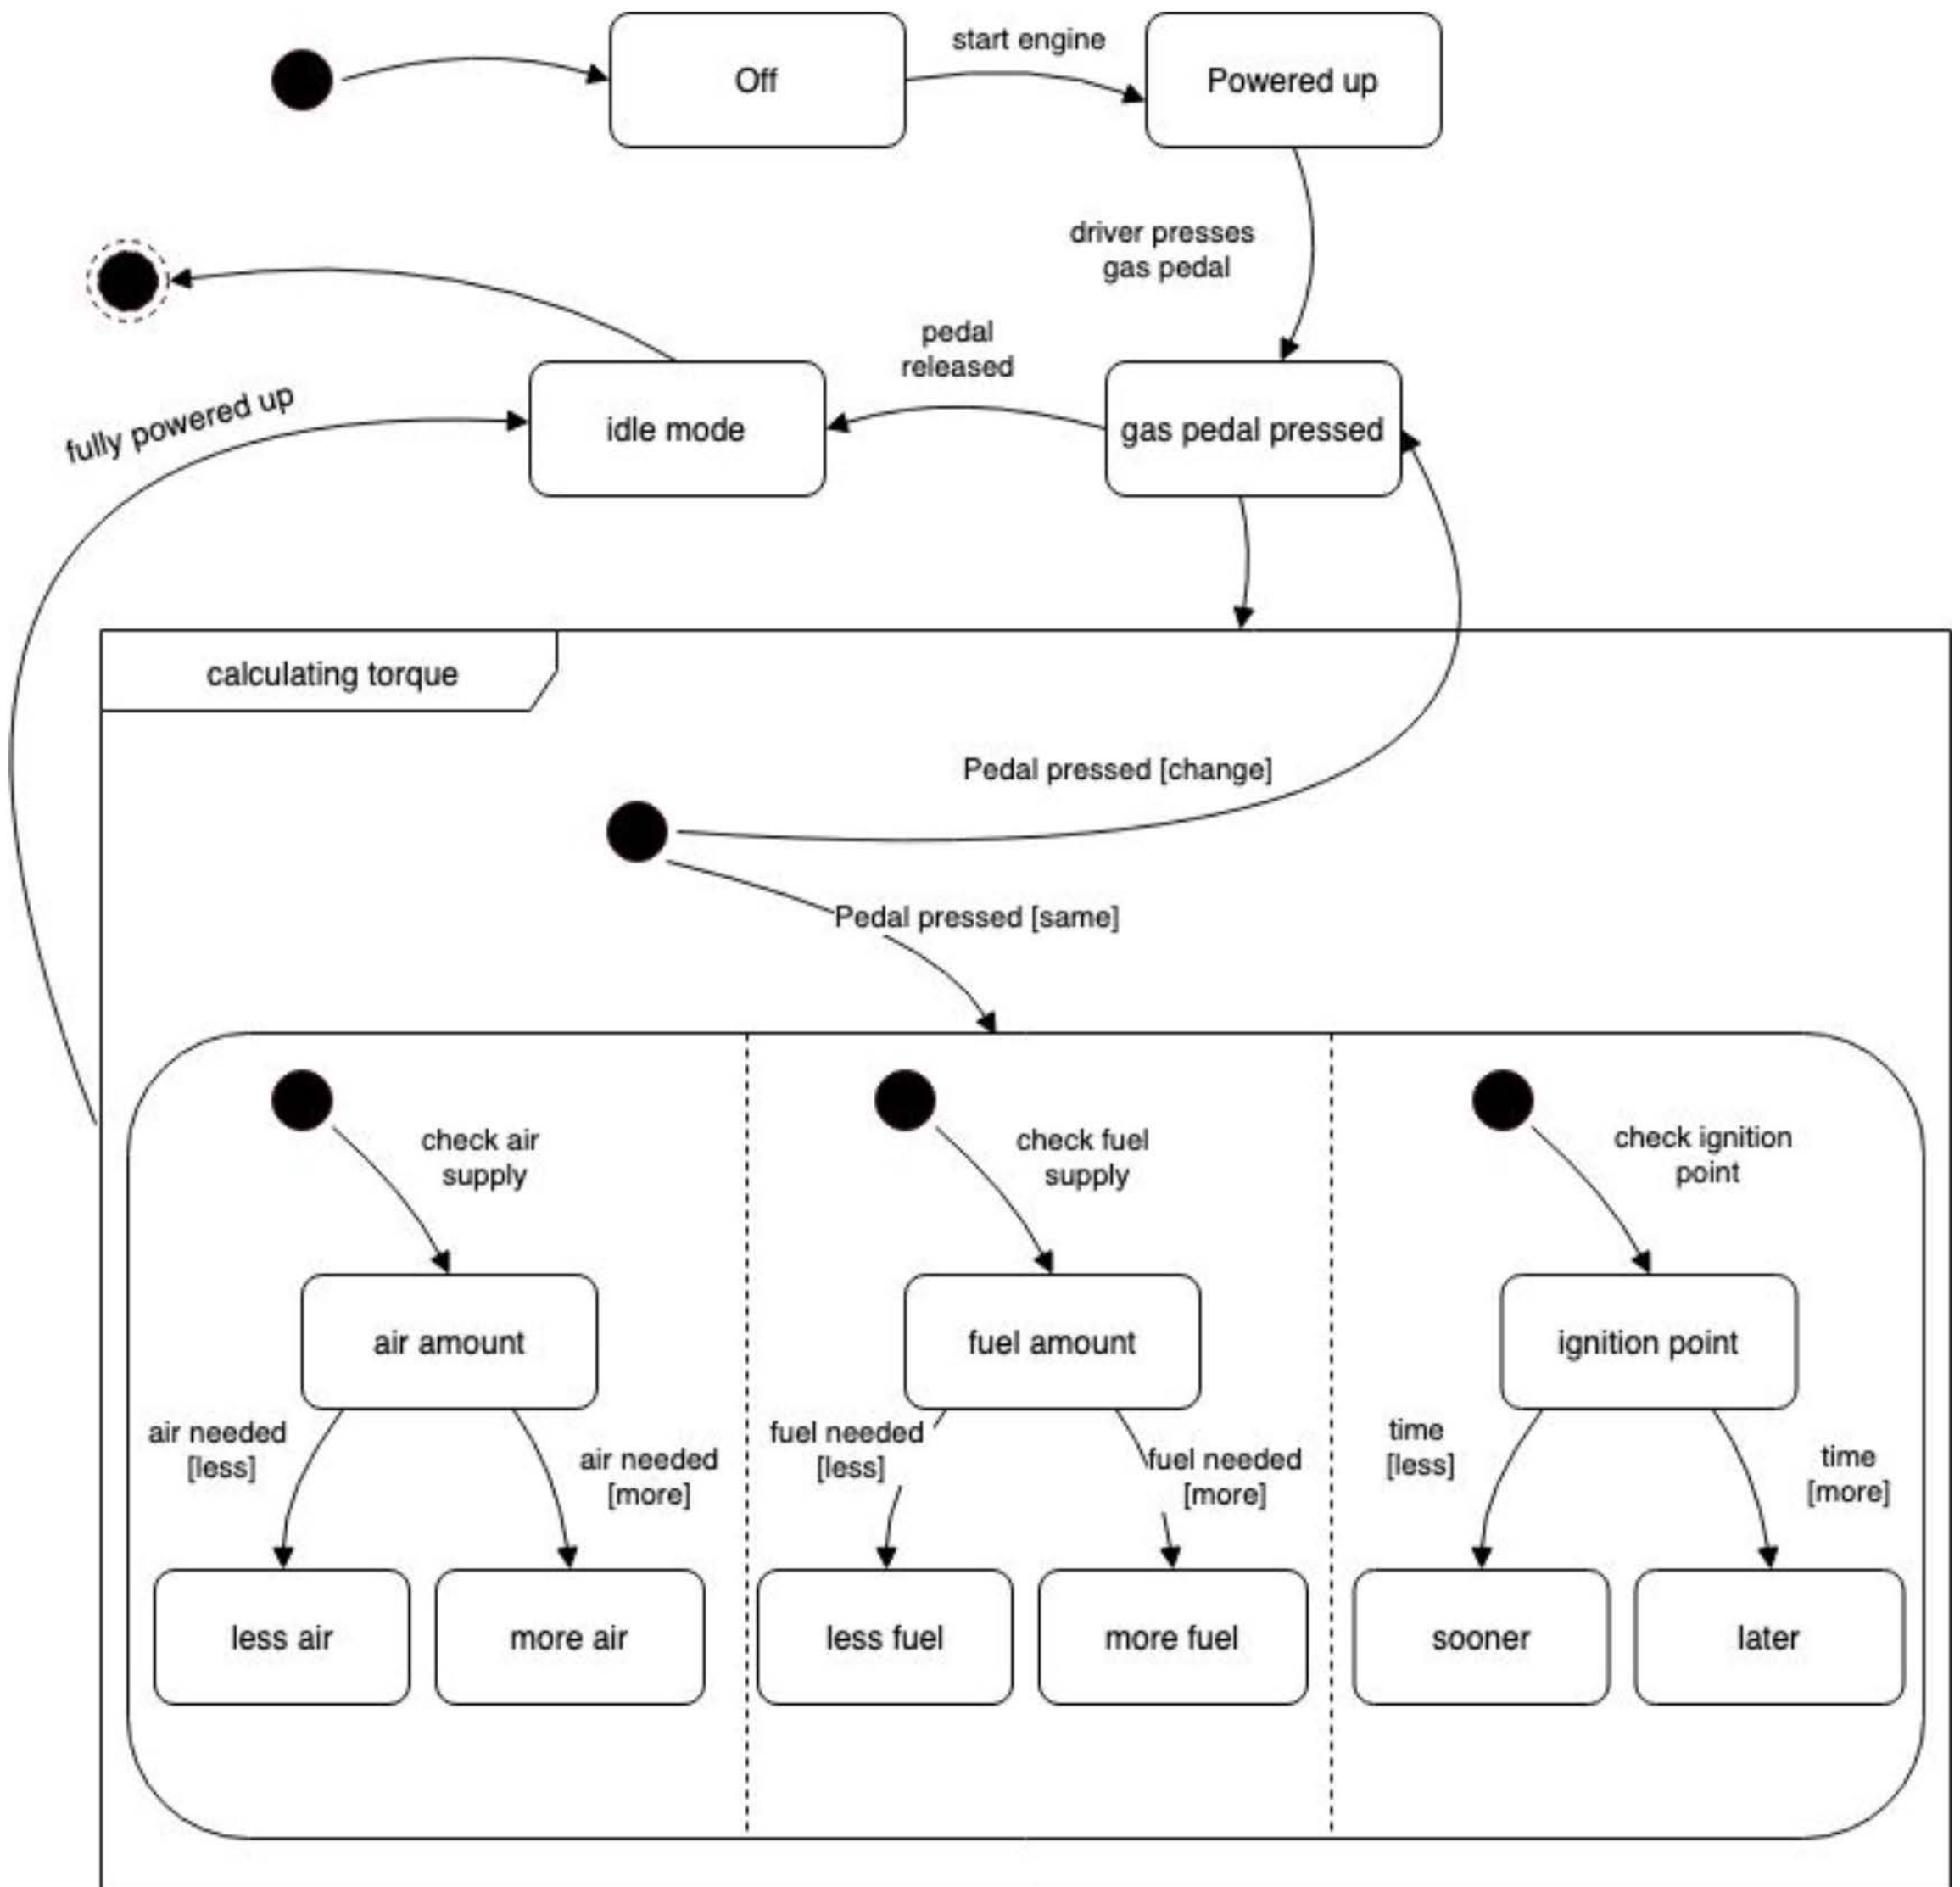 start engine
Off
Powered up
driver presses
gas pedal
pedal
released
fully powered up
idle mode
gas pedal pressed
calculating torque
Pedal pressed [change]
Pedal pressed [same]
check air
supply
check fuel
supply
check ignition
point
air amount
fuel amount
ignition point
air needed
[less]
air needed
[more]
fuel needed
[less]
fuel needed
[more]
time
[less]
time
[more]
less air
more air
less fuel
more fuel
sooner
later